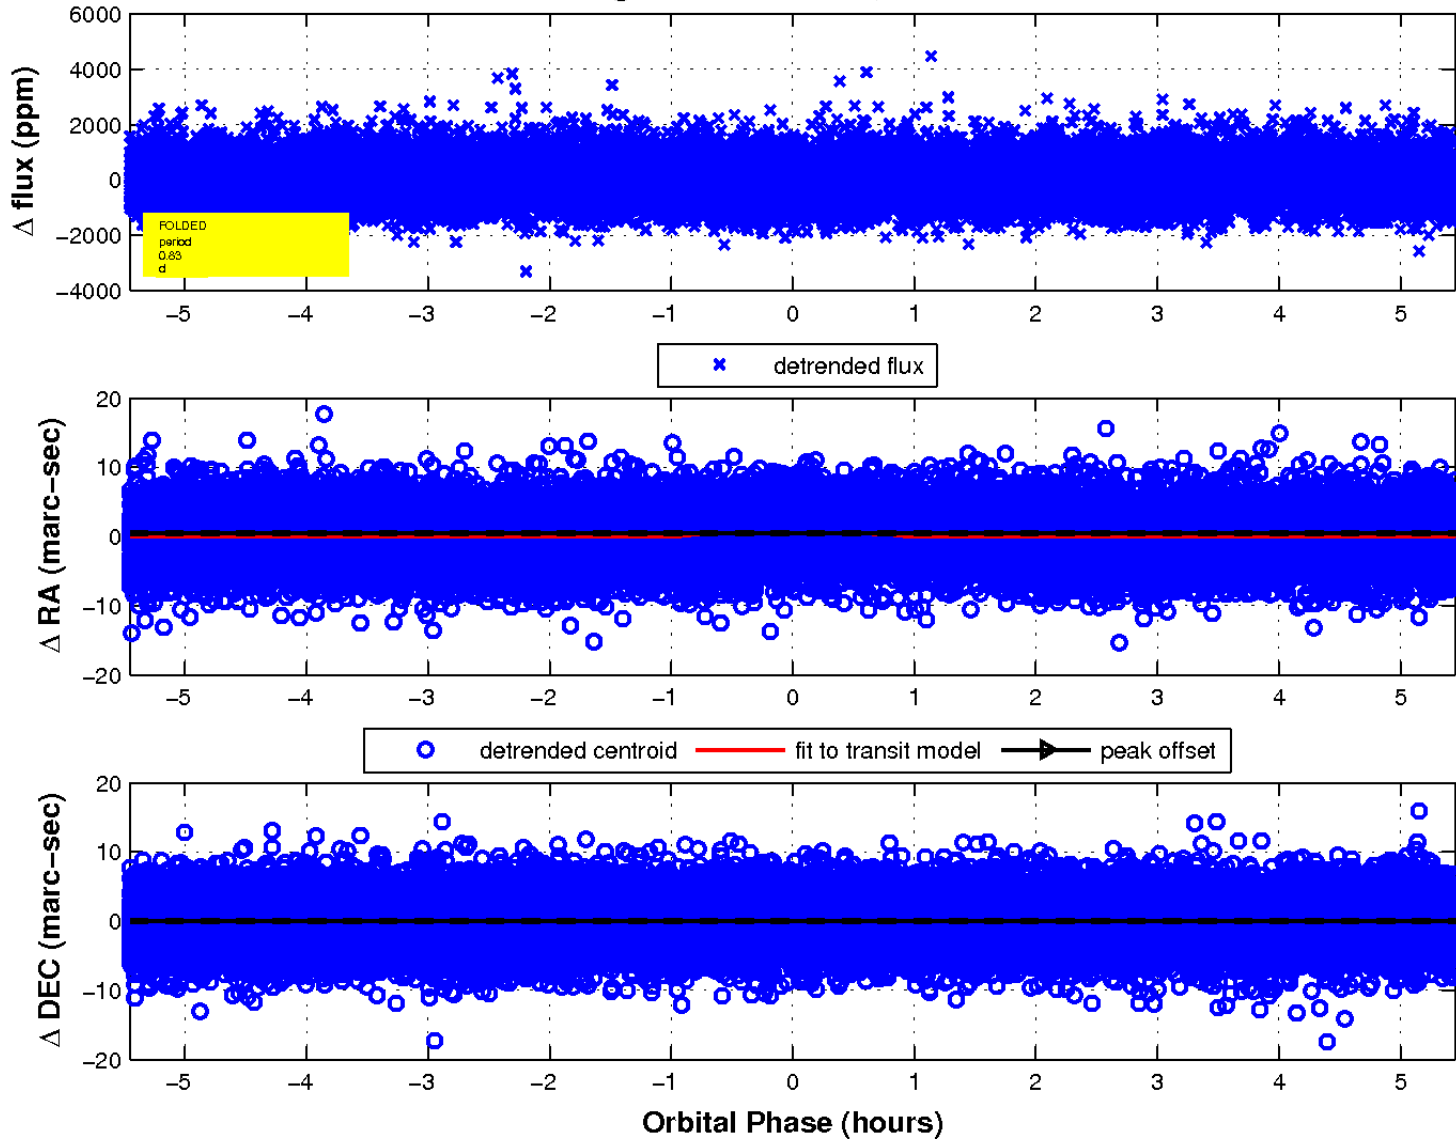 6000
4000
2000
0
−2000
−4000
Δ flux (ppm)
FOLDED
period
0.83
d
−5 −4 −3 −2 −1 0 1 2 3 4 5
detrended flux
20
10
0
−10
−20
Δ RA (marc−sec)
−5 −4 −3 −2 −1 0 1 2 3 4 5
detrended centroid fit to transit model peak offset
20
10
0
−10
−20
Δ DEC (marc−sec)
−5 −4 −3 −2 −1 0 1 2 3 4 5
Orbital Phase (hours)